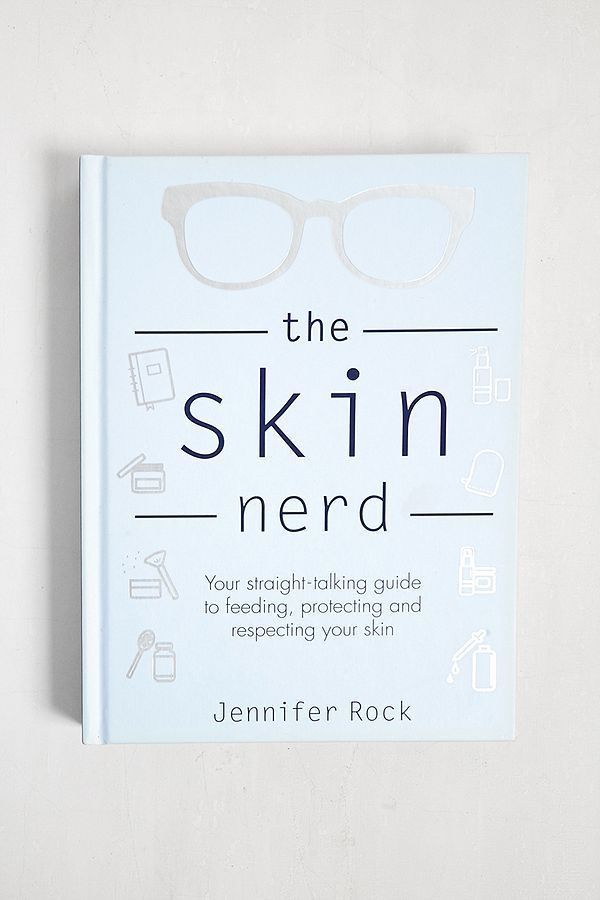 the
skin
nerd
Your straight-talking guide
to feeding, protecting and
respecting your skin
Jennifer Rock